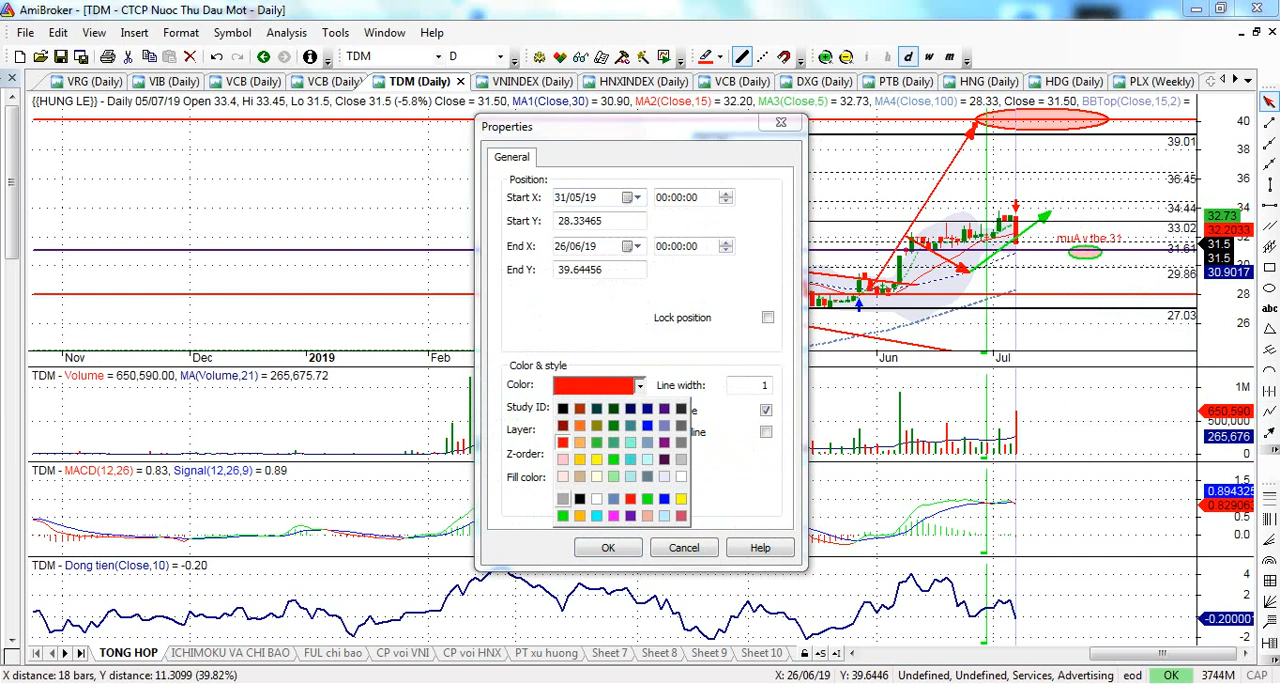 AmiBroker - [TDM - CTCP Nuoc Thu Dau Mot - Daily]
File Edit View Insert Format Symbol Analysis Tools Window Help
TDM D i h d w m
VRG (Daily) VIB (Daily) VCB (Daily) VCB (Daily) TDM (Daily) VNINDEX (Daily) HNXINDEX (Daily) VCB (Daily) DXG (Daily) PTB (Daily) HNG (Daily) HDG (Daily) PLX (Weekly)
{{HUNG LE}} - Daily 05/07/19 Open 33.4, Hi 33.45, Lo 31.5, Close 31.5 (-5.8%) Close = 31.50, MA1(Close,30) = 30.90, MA2(Close,15) = 32.20, MA3(Close,5) = 32.73, MA4(Close,100) = 28.33, Close = 31.50, BBTop(Close,15,2) =
Properties
General
Position:
Start X: 31/05/19 00:00:00
Start Y: 28.33465
End X: 26/06/19 00:00:00
End Y: 39.64456
Lock position
Color & style
Color: Line width: 1
Study ID:
Layer:
Z-order:
Fill color:
OK Cancel Help
40
39.01
38
36.45
36
34.44
34
32.73
33.02
32.2033
32
31.5
31.61
31.5
30.9017
29.86
28
27.03
26
muA v the 31
Nov Dec 2019 Feb Jun Jul
TDM - Volume = 650,590.00, MA(Volume,21) = 265,675.72
1M
650,590
500,000
265,676
TDM - MACD(12,26) = 0.83, Signal(12,26,9) = 0.89
1.5
0.5
0.0
TDM - Dong tien(Close,10) = -0.20
4
2
-2
TONG HOP ICHIMOKU VA CHI BAO FUL chi bao CP voi VNI CP voi HNX PT xu huong Sheet 7 Sheet 8 Sheet 9 Sheet 10
X distance: 18 bars, Y distance: 11.3099 (39.82%) X: 26/06/19 Y: 39.6446 Undefined, Undefined, Services, Advertising eod OK 3744M CAP